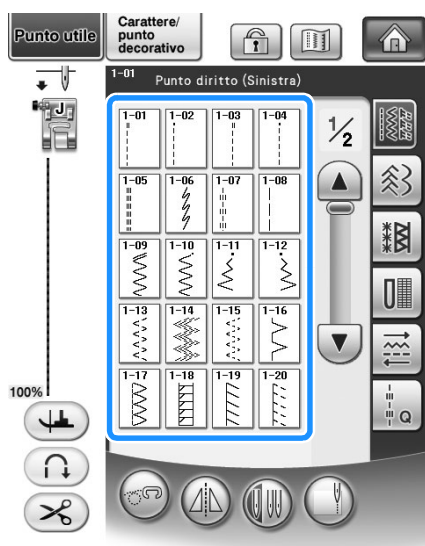 Punto utile
Carattere/
punto
decorativo
1-01
Punto diritto (Sinistra)
J
1-01 1-02 1-03 1-04
1/2
1-05 1-06 1-07 1-08
1-09 1-10 1-11 1-12
1-13 1-14 1-15 1-16
1-17 1-18 1-19 1-20
100%
Q